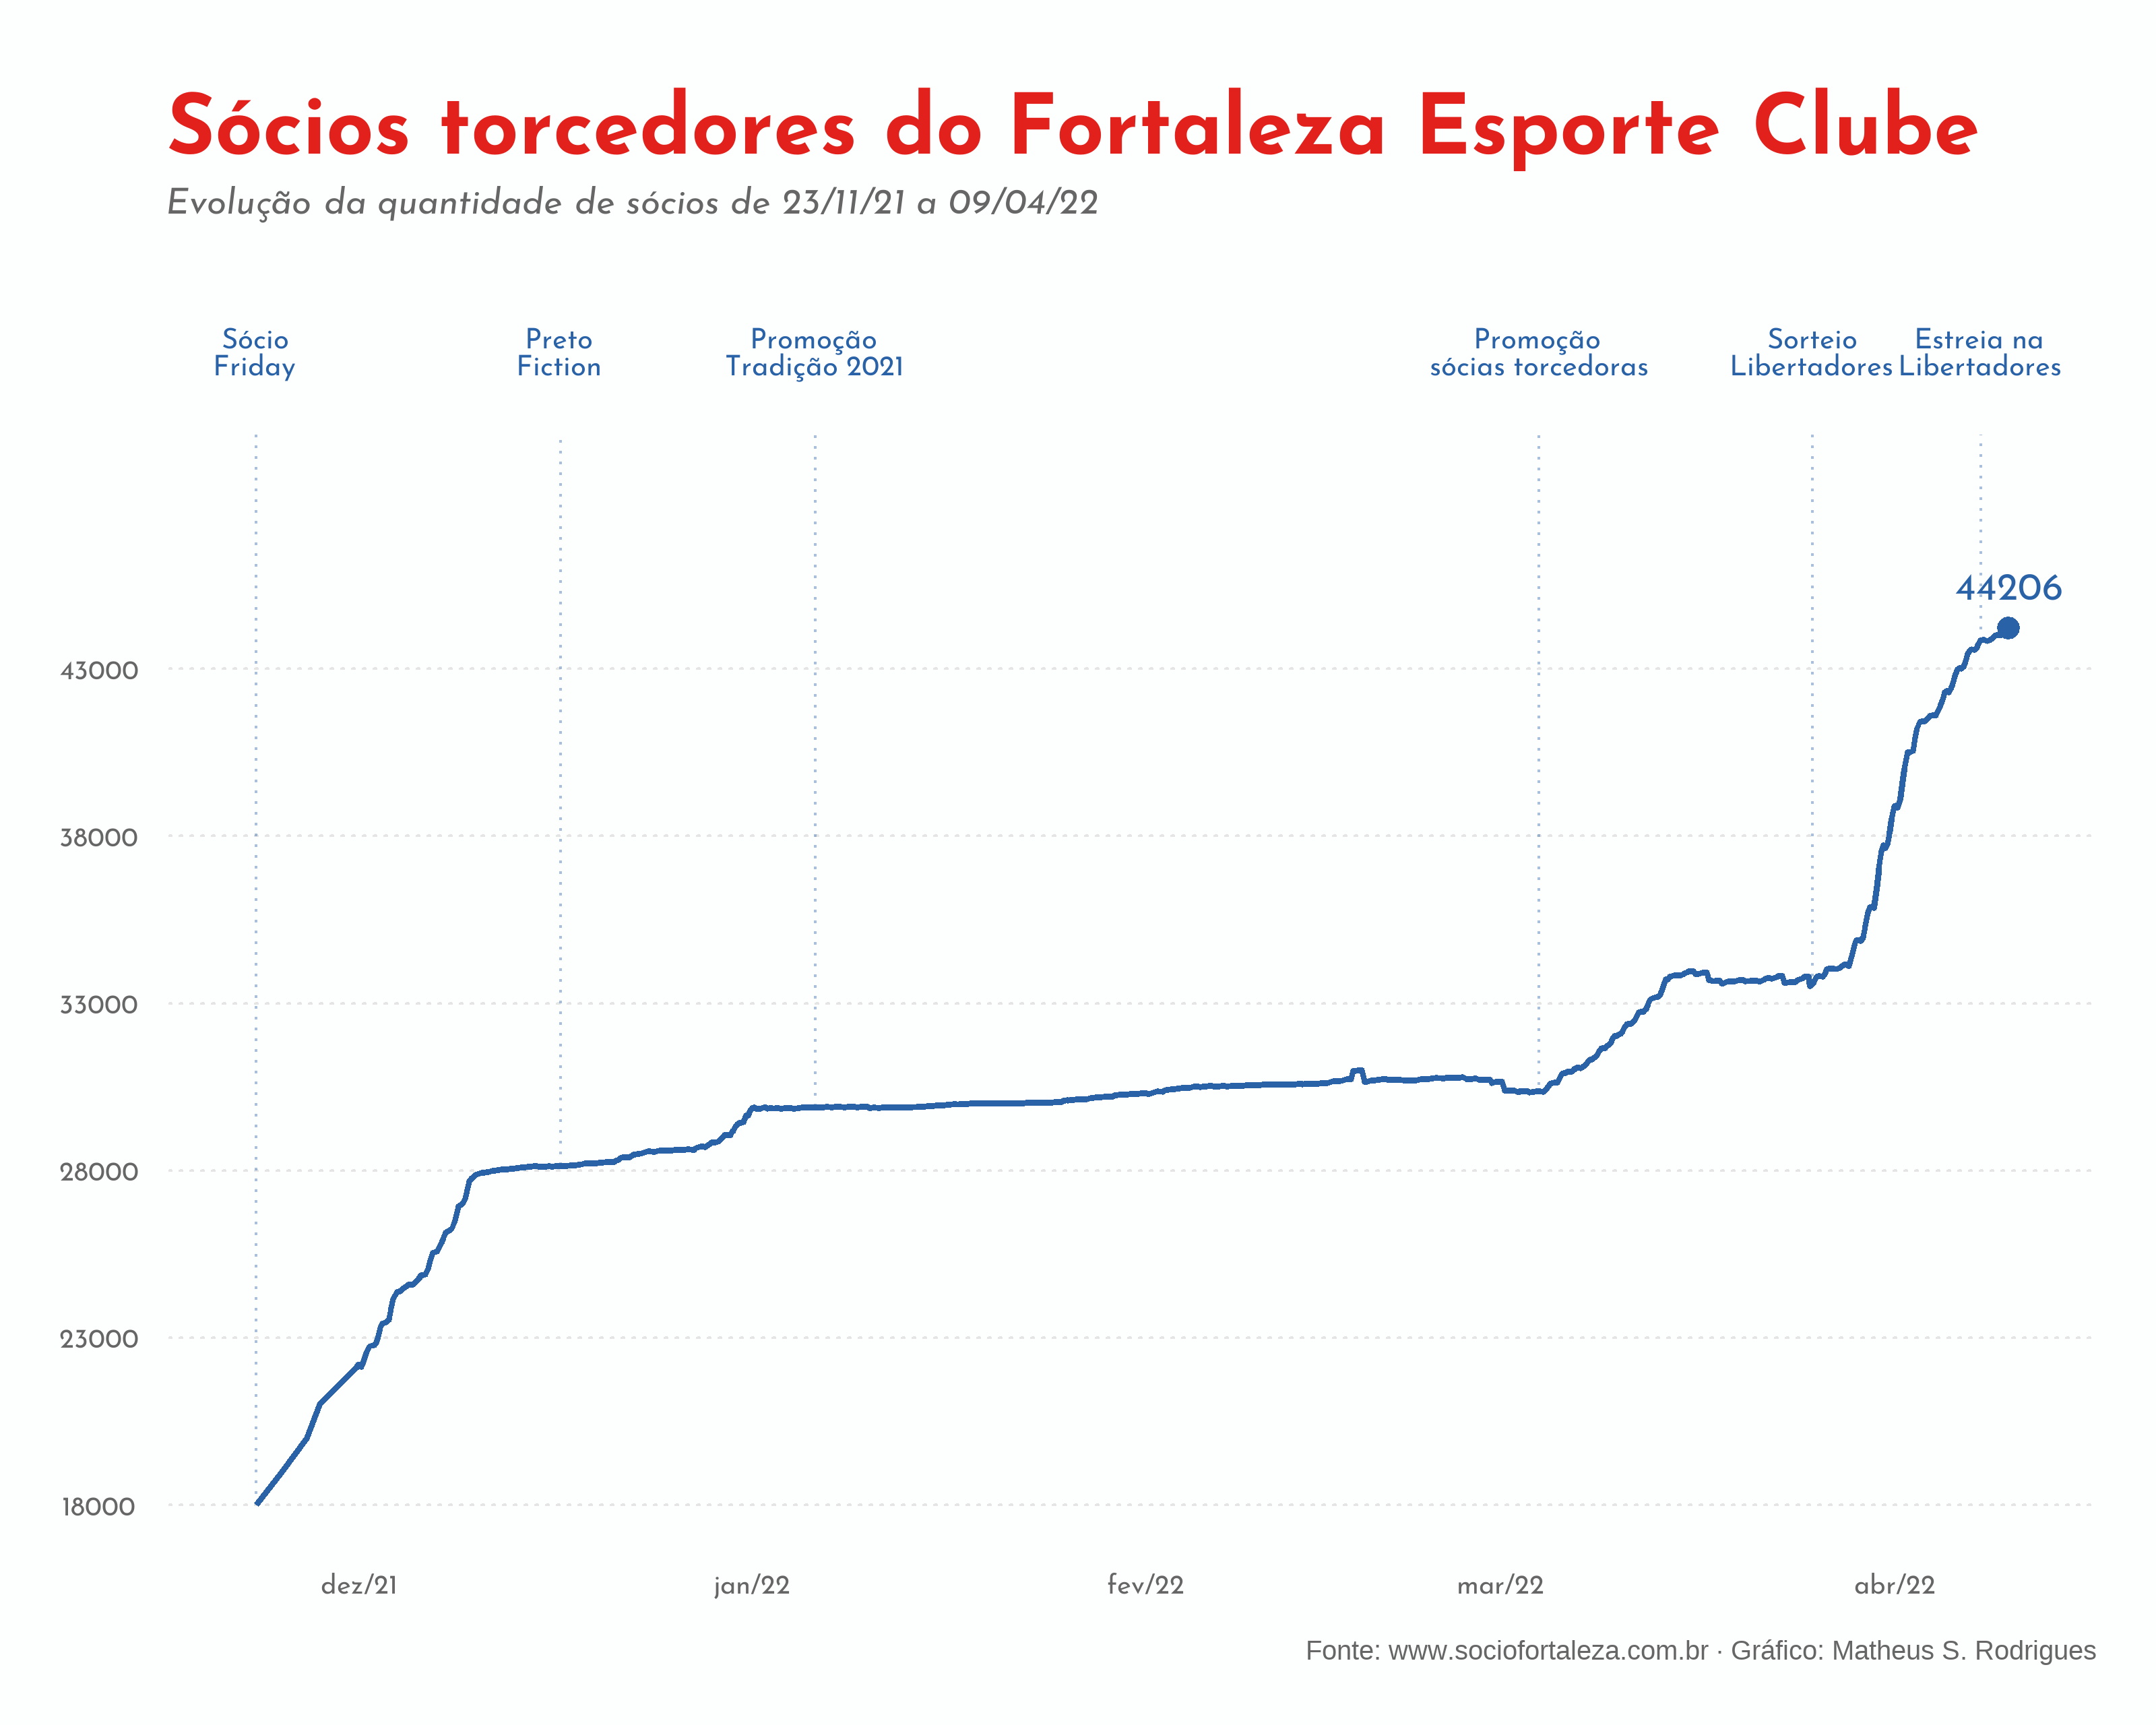 Sócios torcedores do Fortaleza Esporte Clube
Evolução da quantidade de sócios de 23/11/21 a 09/04/22
Sócio
Friday
Preto
Fiction
Promoção
Tradição 2021
Promoção
sócias torcedoras
Sorteio
Libertadores
Estreia na
Libertadores
44206
43000
38000
33000
28000
23000
18000
dez/21
jan/22
fev/22
mar/22
abr/22
Fonte: www.sociofortaleza.com.br · Gráfico: Matheus S. Rodrigues